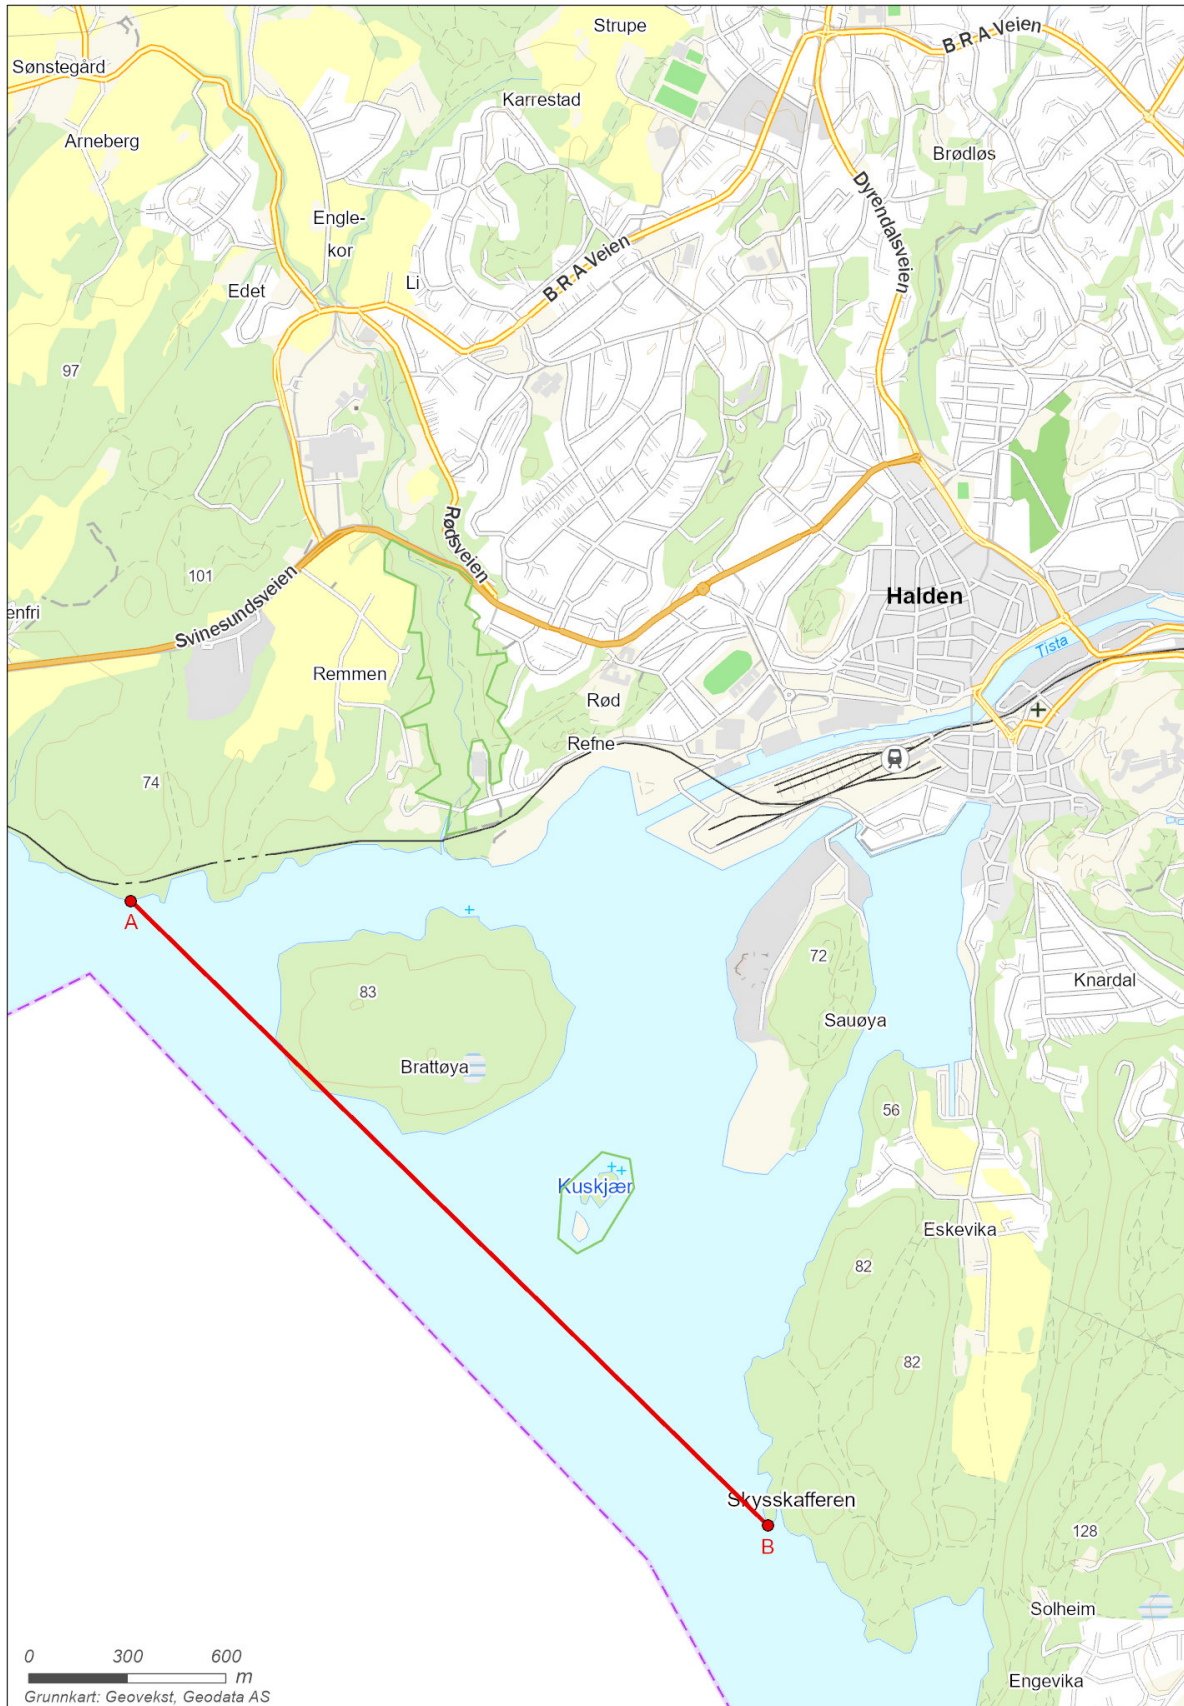 Strupe
B R A Veien
Sønstegård
Karrestad
Arneberg
Brødløs
Dyrendalsveien
Engle-
kor
B R A Veien
Li
Edet
97
Rødsveien
101
Svinesundsveien
Halden
enfri
Tista
Remmen
Rød
Refne
74
A
72
Knardal
83
Sauøya
Brattøya
56
Kuskjær
Eskevika
82
82
Skysskafferen
B
128
Solheim
Engevika
0 300 600
m
Grunnkart: Geovekst, Geodata AS